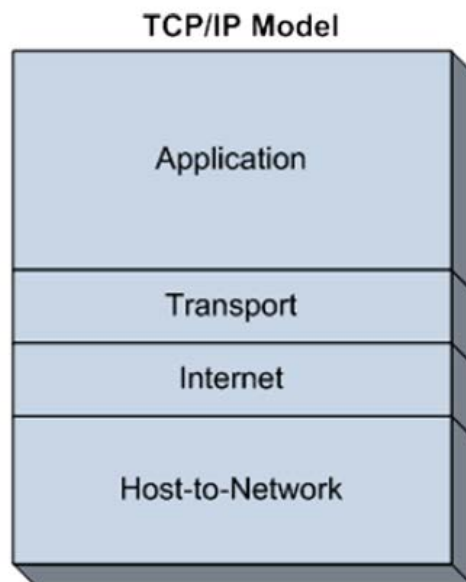 TCP/IP Model
Application
Transport
Internet
Host-to-Network